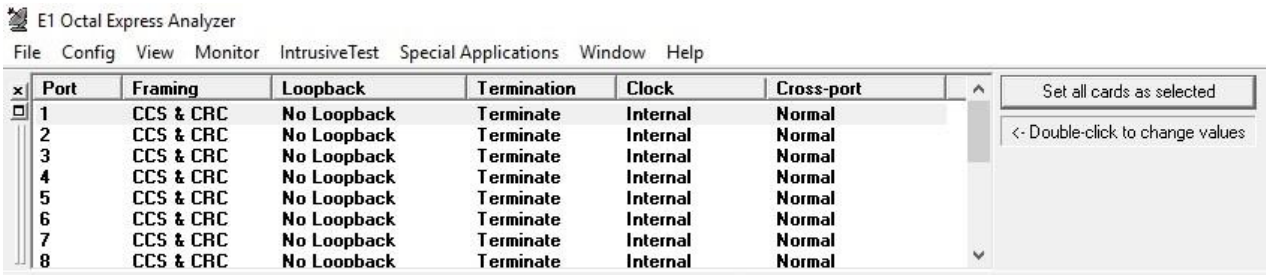 E1 Octal Express Analyzer
File Config View Monitor IntrusiveTest Special Applications Window Help
Port Framing Loopback Termination Clock Cross-port
Set all cards as selected
1 CCS & CRC No Loopback Terminate Internal Normal
<- Double-click to change values
2 CCS & CRC No Loopback Terminate Internal Normal
3 CCS & CRC No Loopback Terminate Internal Normal
4 CCS & CRC No Loopback Terminate Internal Normal
5 CCS & CRC No Loopback Terminate Internal Normal
6 CCS & CRC No Loopback Terminate Internal Normal
7 CCS & CRC No Loopback Terminate Internal Normal
8 CCS & CRC No Loopback Terminate Internal Normal